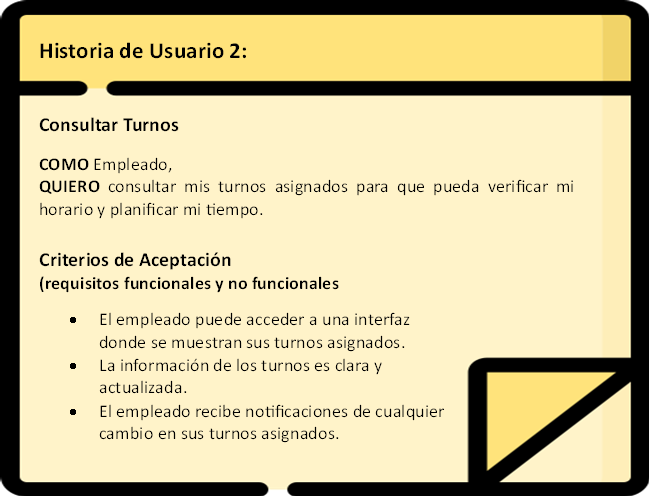 Historia de Usuario 2:
Consultar Turnos
COMO Empleado,
QUIERO consultar mis turnos asignados para que pueda verificar mi
horario y planificar mi tiempo.
Criterios de Aceptación
(requisitos funcionales y no funcionales
• El empleado puede acceder a una interfaz
donde se muestran sus turnos asignados.
• La información de los turnos es clara y
actualizada.
• El empleado recibe notificaciones de cualquier
cambio en sus turnos asignados.